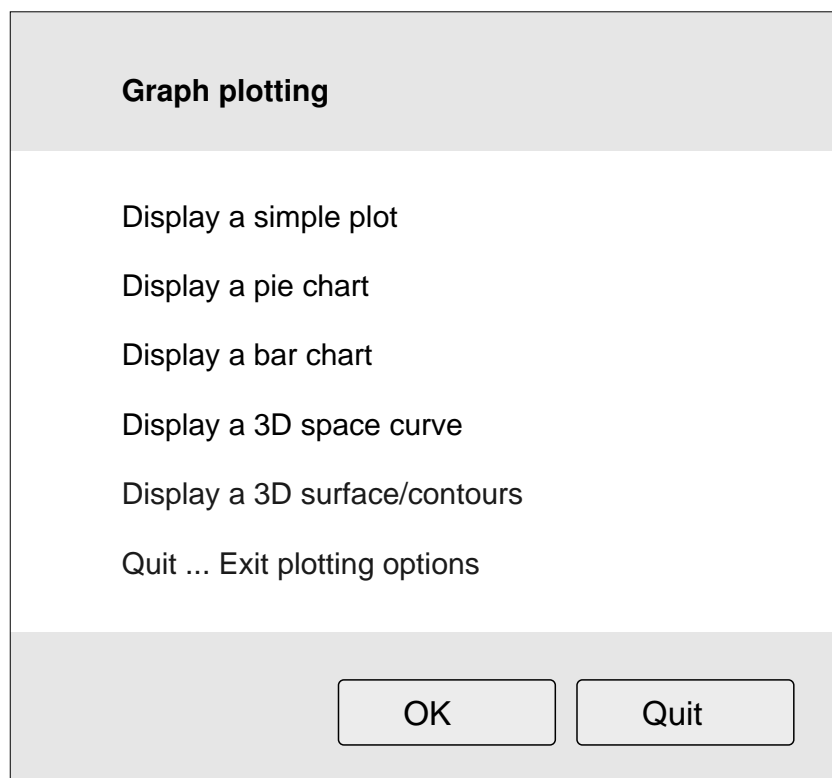 Graph plotting
Display a simple plot
Display a pie chart
Display a bar chart
Display a 3D space curve
Display a 3D surface/contours
Quit ... Exit plotting options
OK
Quit